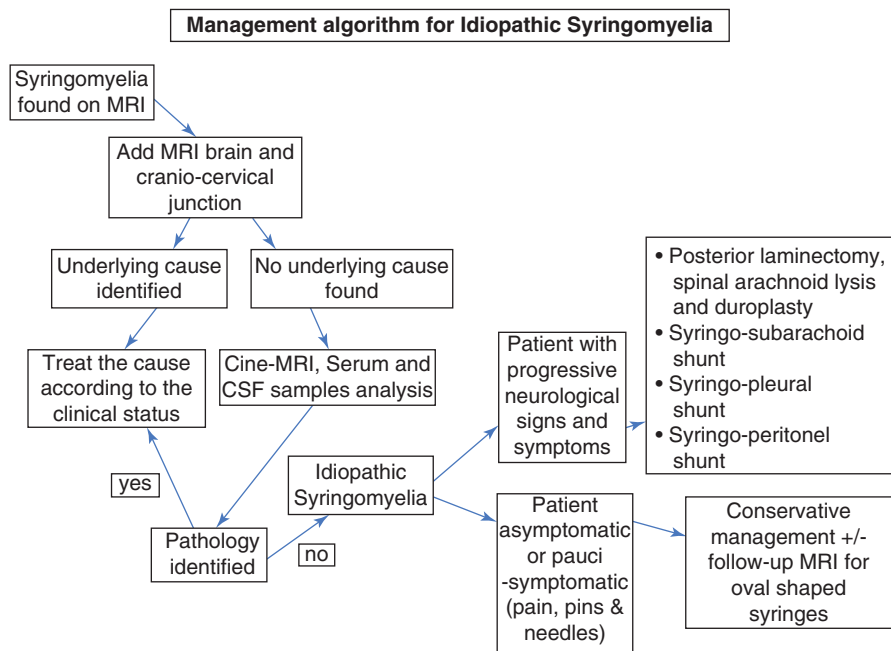 Management algorithm for Idiopathic Syringomyelia
Syringomyelia
found on MRI
Add MRI brain and
cranio-cervical
junction
Underlying cause
identified
No underlying cause
found
Treat the cause
according to the
clinical status
Cine-MRI, Serum and
CSF samples analysis
yes
Pathology
identified
no
Idiopathic
Syringomyelia
Patient with
progressive
neurological
signs and
symptoms
• Posterior laminectomy,
spinal arachnoid lysis
and duroplasty
• Syringo-subarachoid
shunt
• Syringo-pleural
shunt
• Syringo-peritonel
shunt
Patient
asymptomatic
or pauci
-symptomatic
(pain, pins &
needles)
Conservative
management +/-
follow-up MRI for
oval shaped
syringes